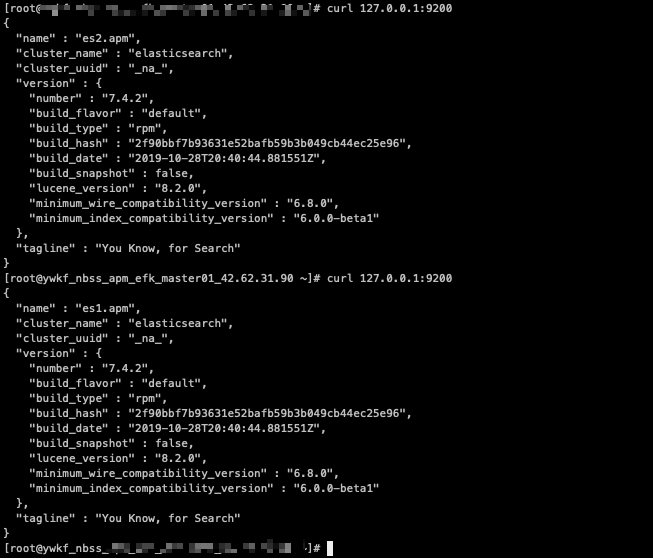 [root@ ]# curl 127.0.0.1:9200
{
  "name" : "es2.apm",
  "cluster_name" : "elasticsearch",
  "cluster_uuid" : "_na_",
  "version" : {
    "number" : "7.4.2",
    "build_flavor" : "default",
    "build_type" : "rpm",
    "build_hash" : "2f90bbf7b93631e52bafb59b3b049cb44ec25e96",
    "build_date" : "2019-10-28T20:40:44.881551Z",
    "build_snapshot" : false,
    "lucene_version" : "8.2.0",
    "minimum_wire_compatibility_version" : "6.8.0",
    "minimum_index_compatibility_version" : "6.0.0-beta1"
  },
  "tagline" : "You Know, for Search"
}
[root@ywkf_nbss_apm_efk_master01_42.62.31.90 ~]# curl 127.0.0.1:9200
{
  "name" : "es1.apm",
  "cluster_name" : "elasticsearch",
  "cluster_uuid" : "_na_",
  "version" : {
    "number" : "7.4.2",
    "build_flavor" : "default",
    "build_type" : "rpm",
    "build_hash" : "2f90bbf7b93631e52bafb59b3b049cb44ec25e96",
    "build_date" : "2019-10-28T20:40:44.881551Z",
    "build_snapshot" : false,
    "lucene_version" : "8.2.0",
    "minimum_wire_compatibility_version" : "6.8.0",
    "minimum_index_compatibility_version" : "6.0.0-beta1"
  },
  "tagline" : "You Know, for Search"
}
[root@ywkf_nbss_ ~]#